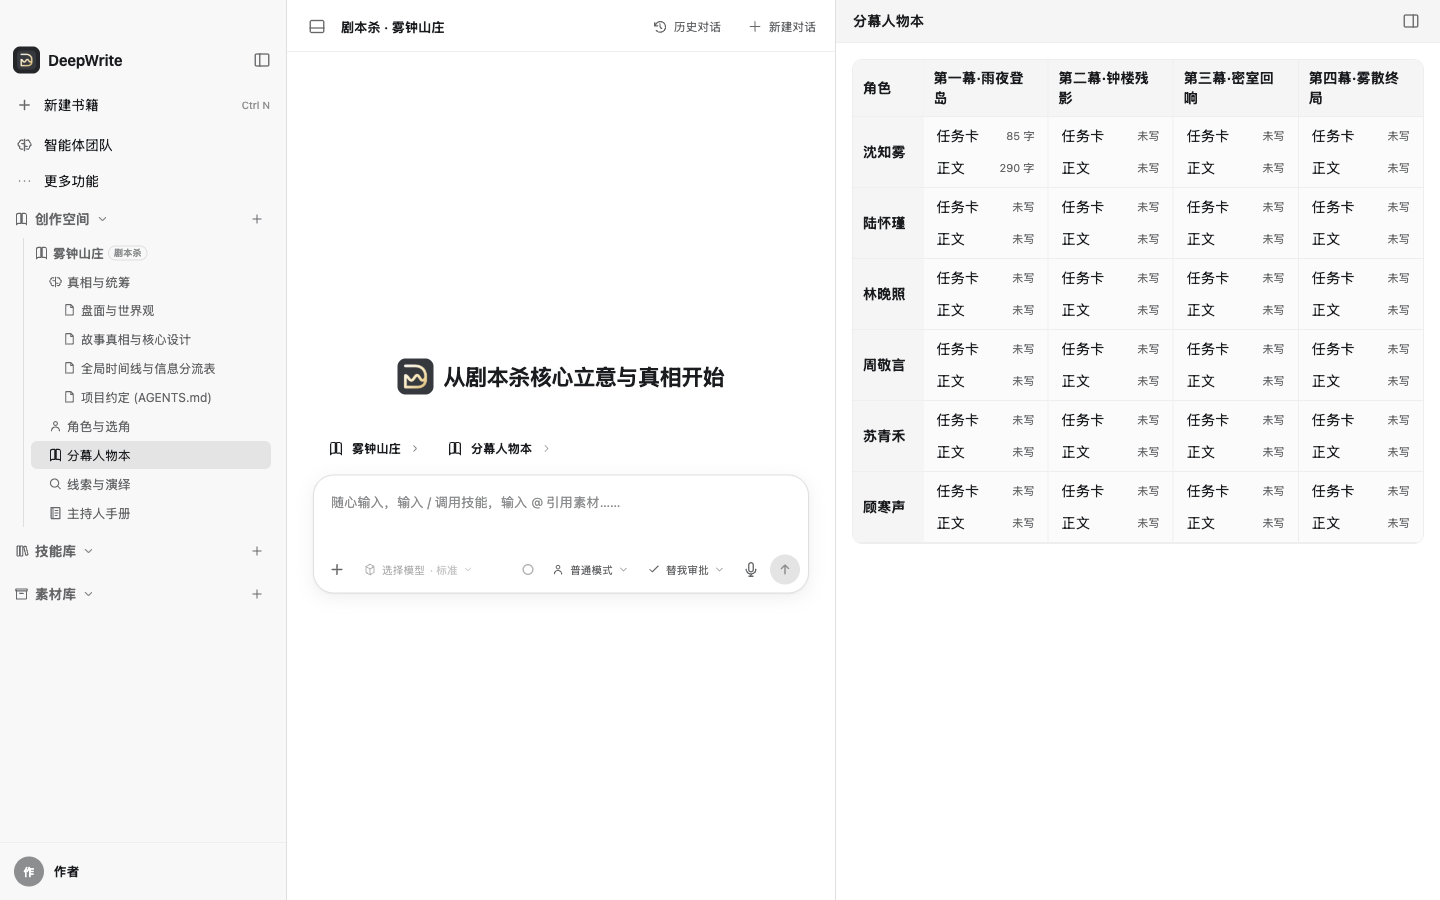 DeepWrite
新建书籍 Ctrl N
智能体团队
更多功能
创作空间
雾钟山庄 剧本杀
真相与统筹
盘面与世界观
故事真相与核心设计
全局时间线与信息分流表
项目约定 (AGENTS.md)
角色与选角
分幕人物本
线索与演绎
主持人手册
技能库
素材库
作 作者
剧本杀 · 雾钟山庄 历史对话 新建对话
从剧本杀核心立意与真相开始
雾钟山庄 分幕人物本
随心输入，输入 / 调用技能，输入 @ 引用素材……
选择模型 · 标准 普通模式 替我审批
分幕人物本
角色 第一幕·雨夜登岛 第二幕·钟楼残影 第三幕·密室回响 第四幕·雾散终局
沈知雾
任务卡 85 字 任务卡 未写 任务卡 未写 任务卡 未写
正文 290 字 正文 未写 正文 未写 正文 未写
陆怀瑾
任务卡 未写 任务卡 未写 任务卡 未写 任务卡 未写
正文 未写 正文 未写 正文 未写 正文 未写
林晚照
任务卡 未写 任务卡 未写 任务卡 未写 任务卡 未写
正文 未写 正文 未写 正文 未写 正文 未写
周敬言
任务卡 未写 任务卡 未写 任务卡 未写 任务卡 未写
正文 未写 正文 未写 正文 未写 正文 未写
苏青禾
任务卡 未写 任务卡 未写 任务卡 未写 任务卡 未写
正文 未写 正文 未写 正文 未写 正文 未写
顾寒声
任务卡 未写 任务卡 未写 任务卡 未写 任务卡 未写
正文 未写 正文 未写 正文 未写 正文 未写